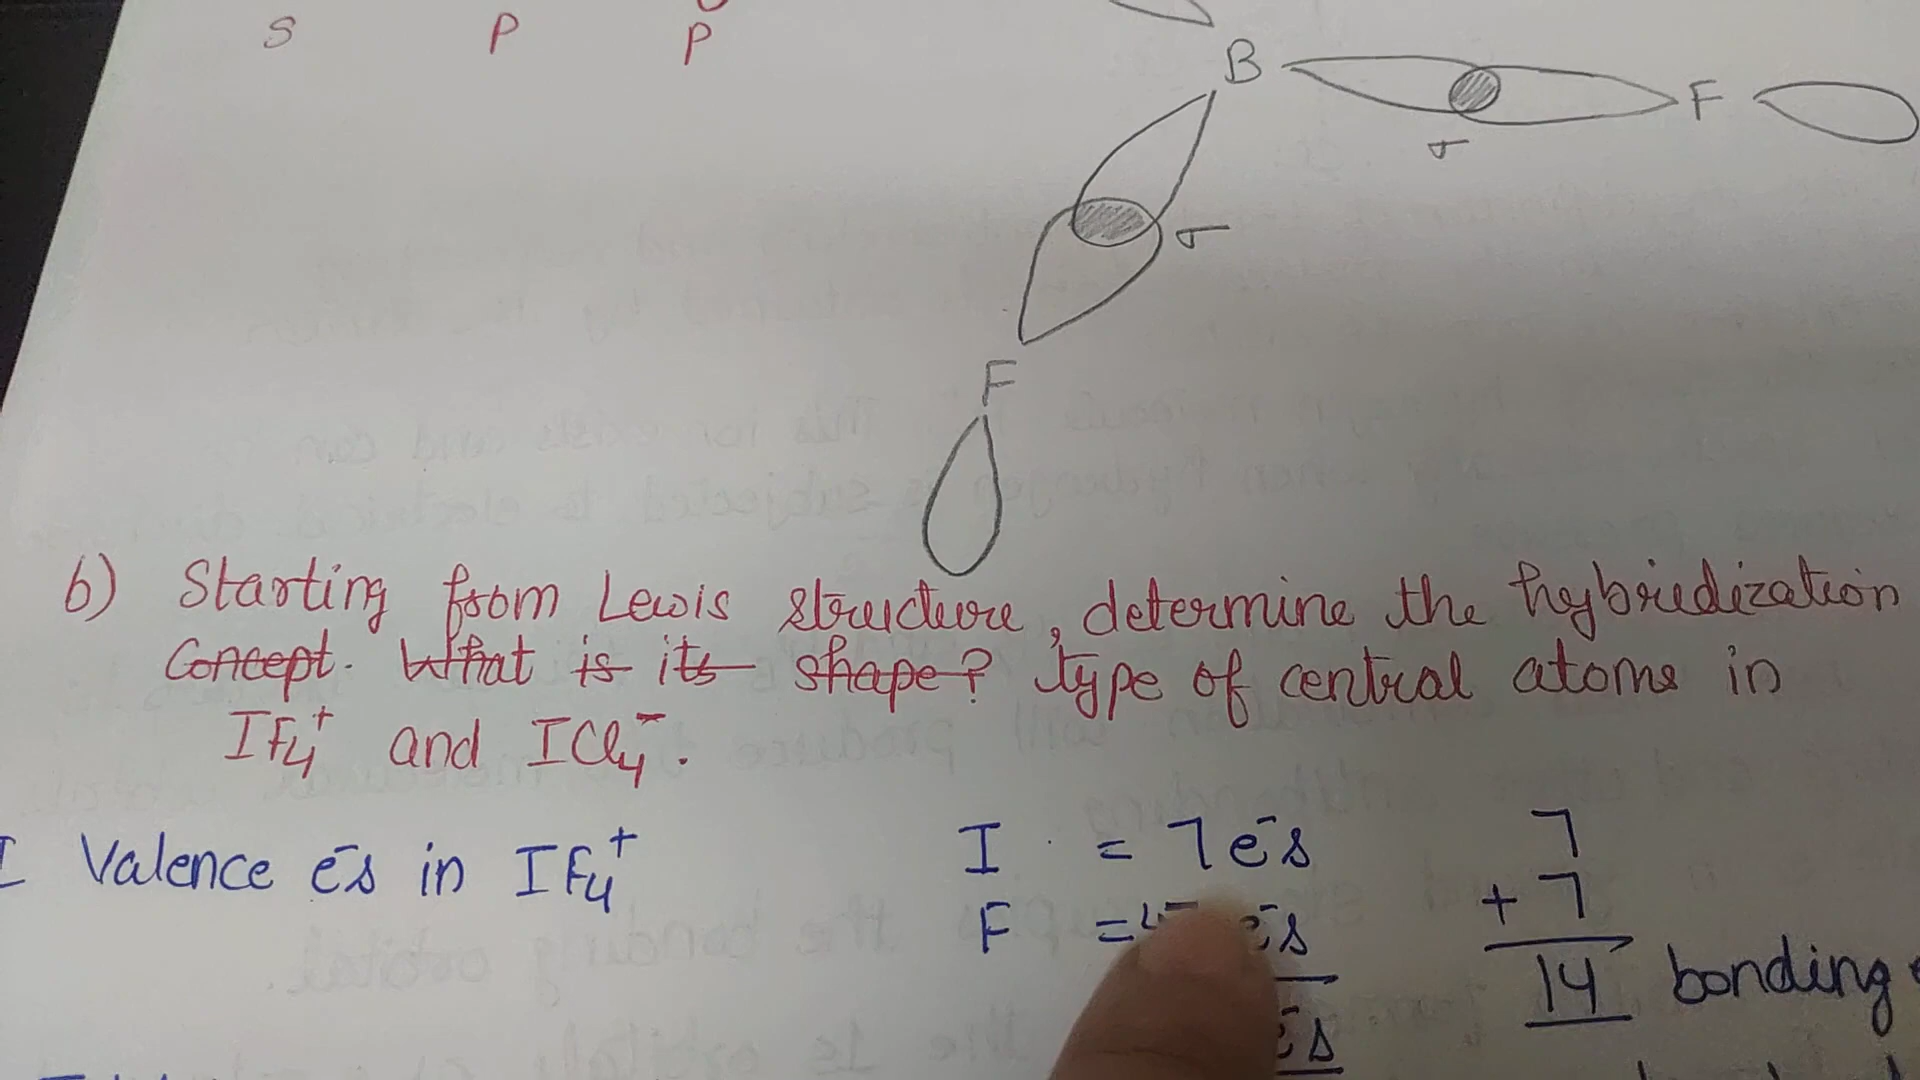 S P P
B F
σ
σ
F
b) Starting from Lewis structure, determine the hybridization
Concept. What is its shape? type of central atoms in
IF4+ and ICl4-.
Valence e-s in IF4+ I = 7 e-s 7
F = e-s + 7
14 bonding